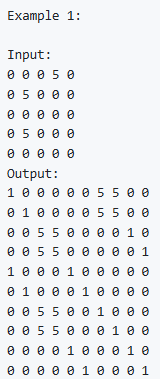 Example 1:
Input:
0 0 0 5 0
0 5 0 0 0
0 0 0 0 0
0 5 0 0 0
0 0 0 0 0
Output:
1 0 0 0 0 0 5 5 0 0
0 1 0 0 0 0 5 5 0 0
0 0 5 5 0 0 0 0 1 0
0 0 5 5 0 0 0 0 0 1
1 0 0 0 1 0 0 0 0 0
0 1 0 0 0 1 0 0 0 0
0 0 5 5 0 0 1 0 0 0
0 0 5 5 0 0 0 1 0 0
0 0 0 0 1 0 0 0 1 0
0 0 0 0 0 1 0 0 0 1